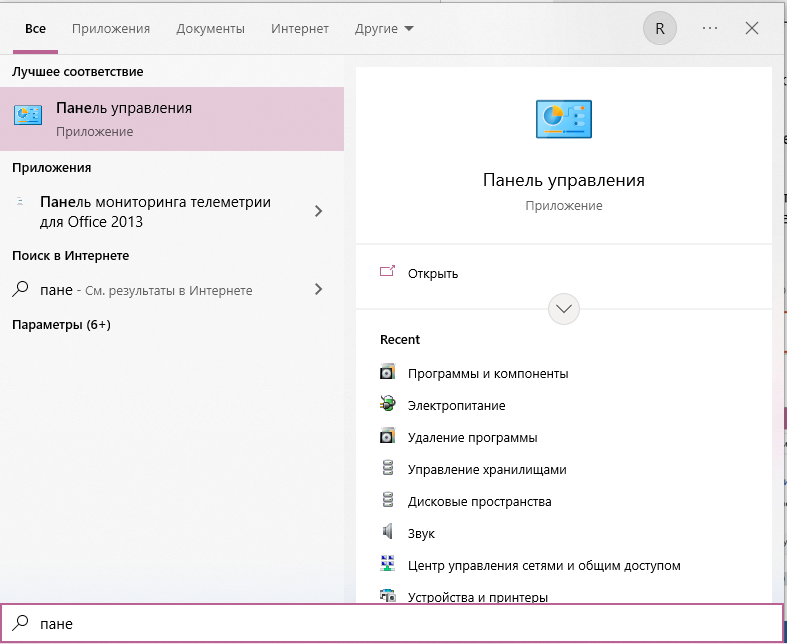 Все Приложения Документы Интернет Другие R ...
Лучшее соответствие
Панель управления
Приложение
Приложения
Панель мониторинга телеметрии
для Office 2013
Поиск в Интернете
пане - См. результаты в Интернете
Параметры (6+)
Панель управления
Приложение
Открыть
Recent
Программы и компоненты
Электропитание
Удаление программы
Управление хранилищами
Дисковые пространства
Звук
Центр управления сетями и общим доступом
Устройства и принтеры
пане